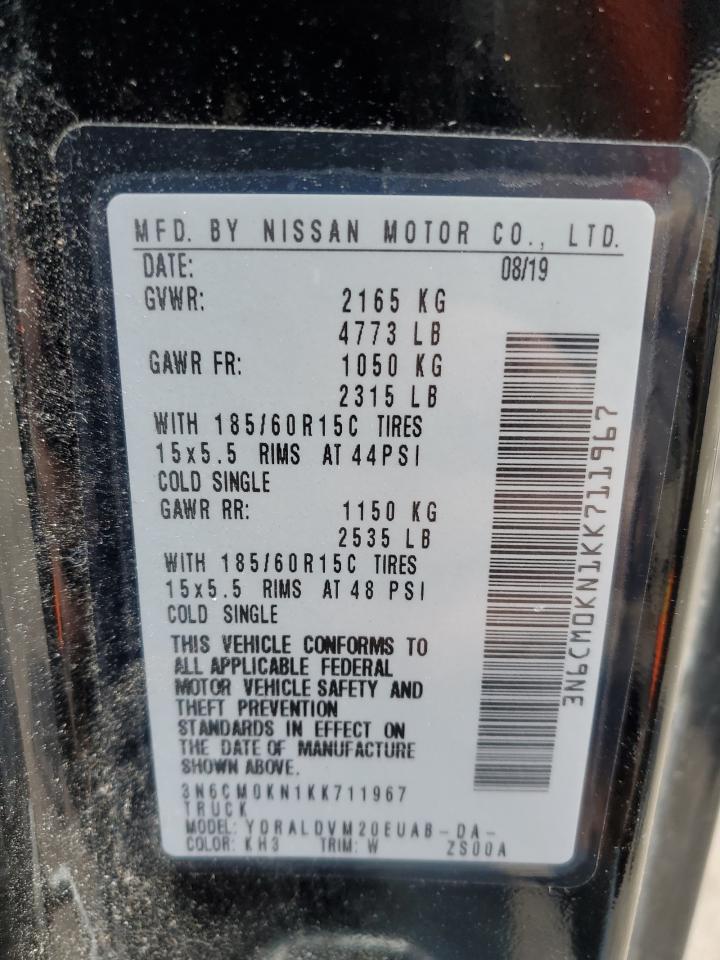 MFD. BY NISSAN MOTOR CO., LTD.
DATE: 08/19
GVWR: 2165 KG
4773 LB
GAWR FR: 1050 KG
2315 LB
WITH 185/60R15C TIRES
15x5.5 RIMS AT 44PSI
COLD SINGLE
GAWR RR: 1150 KG
2535 LB
WITH 185/60R15C TIRES
15x5.5 RIMS AT 48 PSI
COLD SINGLE
THIS VEHICLE CONFORMS TO
ALL APPLICABLE FEDERAL
MOTOR VEHICLE SAFETY AND
THEFT PREVENTION
STANDARDS IN EFFECT ON
THE DATE OF MANUFACTURE
SHOWN ABOVE.
3N6CM0KN1KK711967
TRUCK
MODEL: YDRALDVM20EUAB-DA-
COLOR: KH3 TRIM: W ZS00A
3N6CM0KN1KK711967